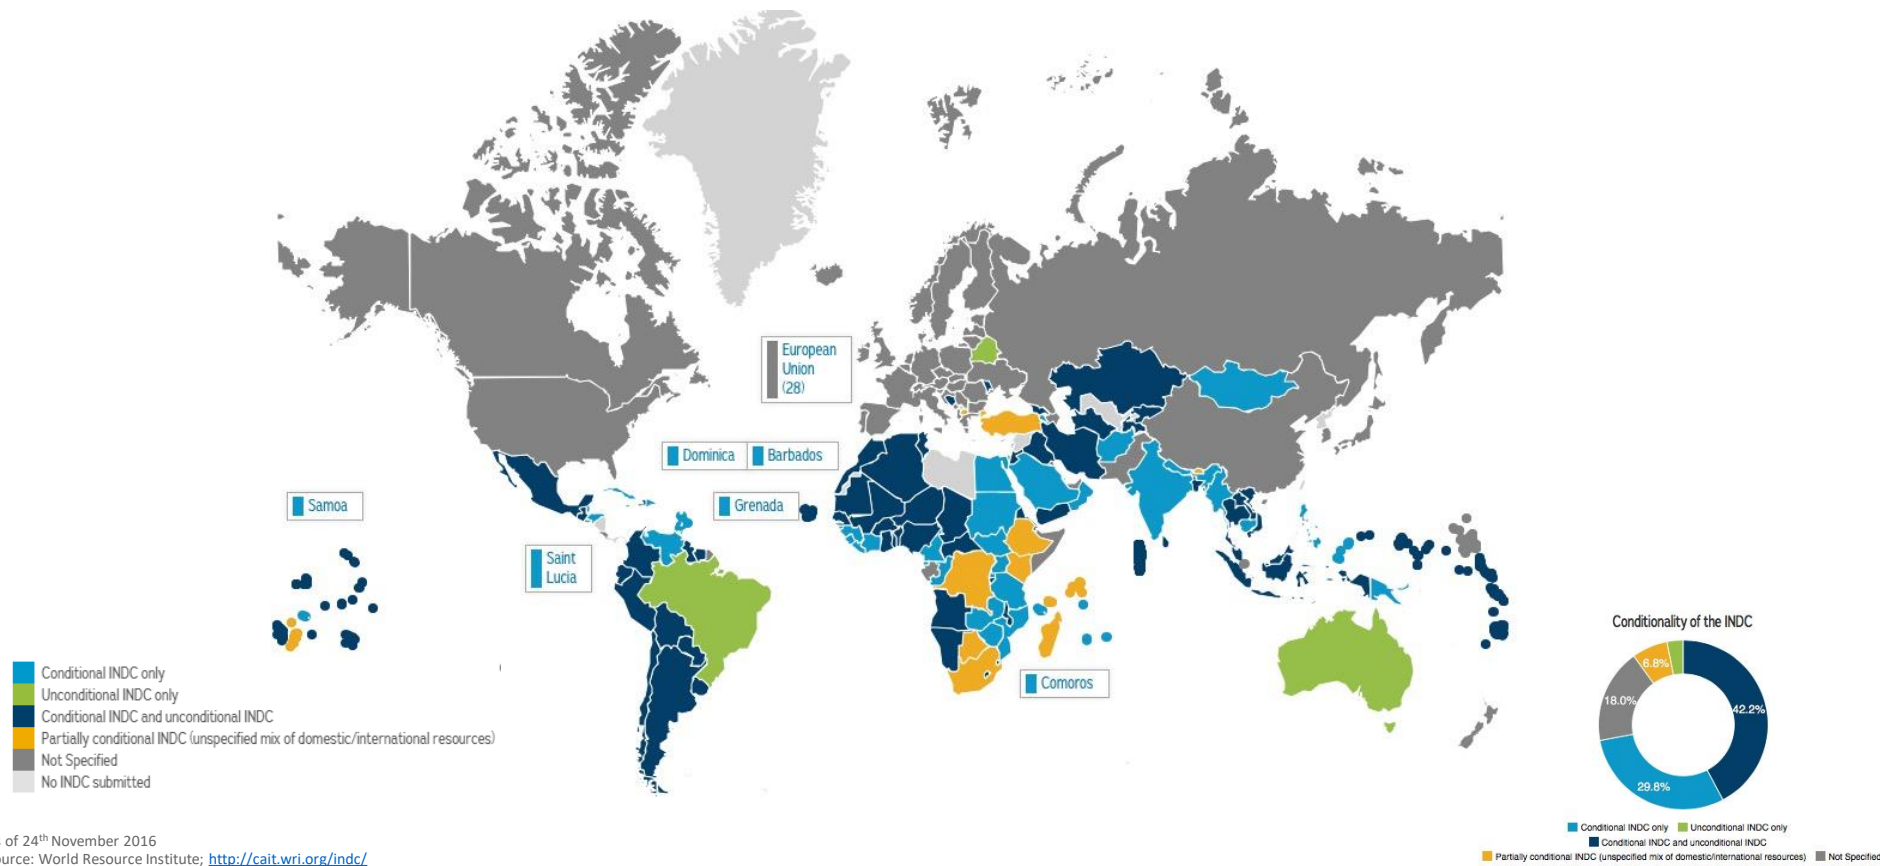 European
Union
(28)
Dominica
Barbados
Samoa
Grenada
Saint
Lucia
Comoros
Conditional INDC only
Unconditional INDC only
Conditional INDC and unconditional INDC
Partially conditional INDC (unspecified mix of domestic/international resources)
Not Specified
No INDC submitted
Conditionality of the INDC
6.8%
18.0%
42.2%
29.8%
Conditional INDC only
Unconditional INDC only
Conditional INDC and unconditional INDC
Partially conditional INDC (unspecified mix of domestic/international resources)
Not Specified
s of 24th November 2016
urce: World Resource Institute; http://cait.wri.org/indc/